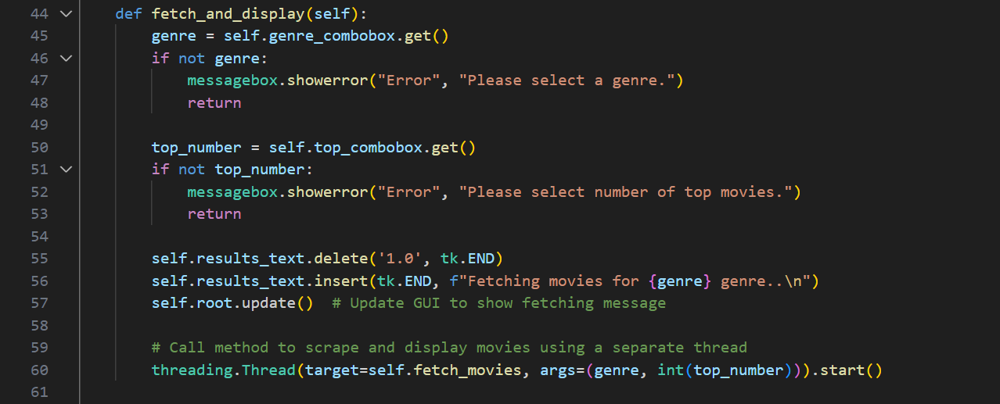 44 def fetch_and_display(self):
45 genre = self.genre_combobox.get()
46 if not genre:
47 messagebox.showerror("Error", "Please select a genre.")
48 return
49
50 top_number = self.top_combobox.get()
51 if not top_number:
52 messagebox.showerror("Error", "Please select number of top movies.")
53 return
54
55 self.results_text.delete('1.0', tk.END)
56 self.results_text.insert(tk.END, f"Fetching movies for {genre} genre..\n")
57 self.root.update()  # Update GUI to show fetching message
58
59 # Call method to scrape and display movies using a separate thread
60 threading.Thread(target=self.fetch_movies, args=(genre, int(top_number))).start()
61